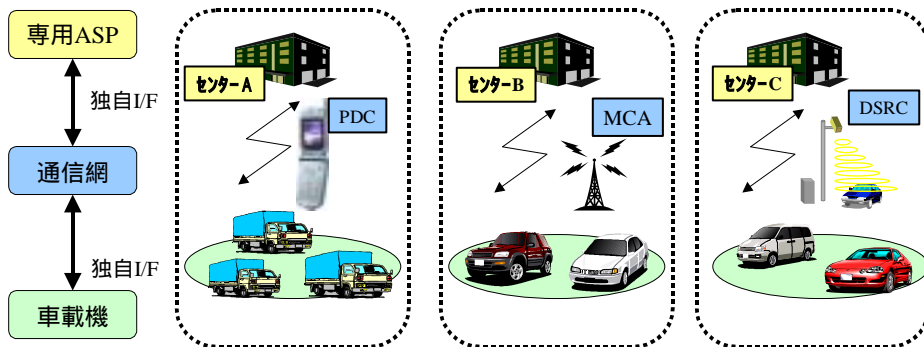 専用ASP
独自I/F
通信網
独自I/F
車載機
センターA
PDC
センターB
MCA
センターC
DSRC